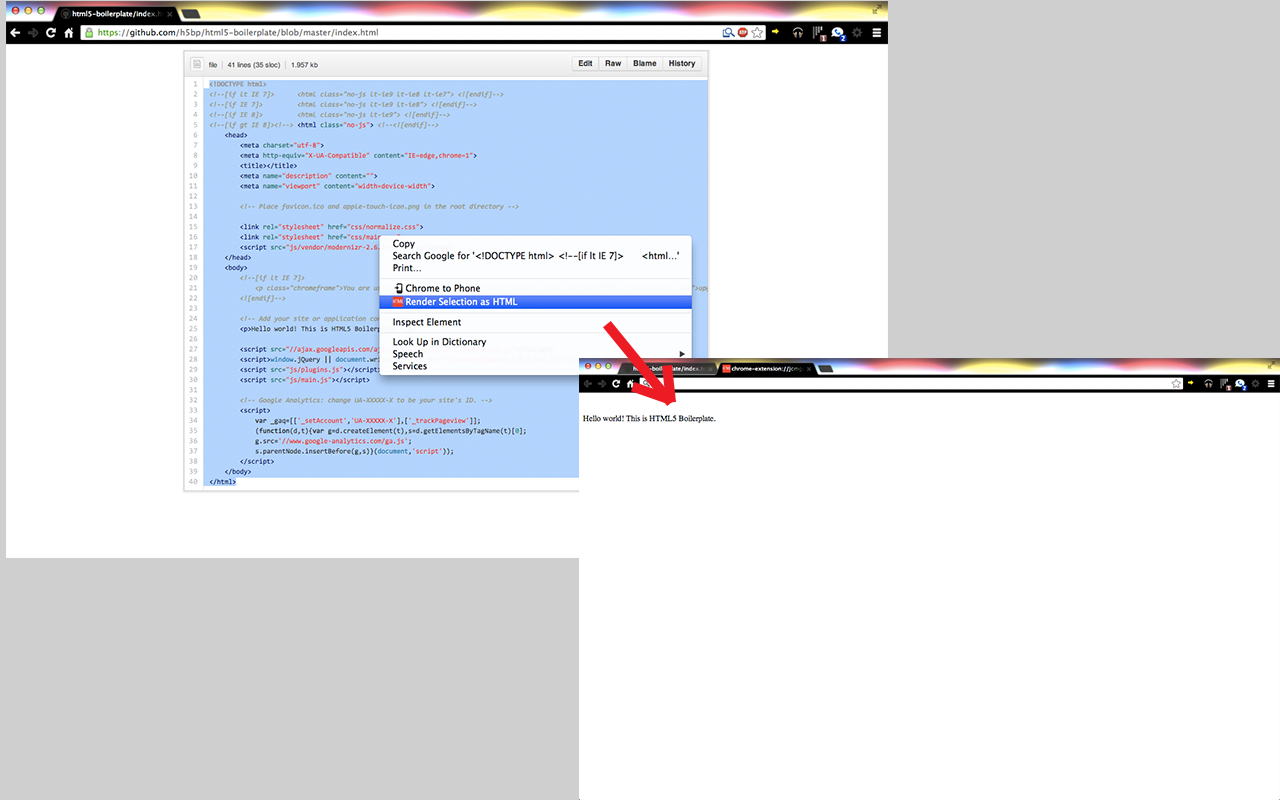 html5-boilerplate/index.h
https://github.com/h5bp/html5-boilerplate/blob/master/index.html
file 41 lines (35 sloc) 1.957 kb Edit Raw Blame History
1 <!DOCTYPE html>
2 <!--[if lt IE 7]>      <html class="no-js lt-ie9 lt-ie8 lt-ie7"> <![endif]-->
3 <!--[if IE 7]>         <html class="no-js lt-ie9 lt-ie8"> <![endif]-->
4 <!--[if IE 8]>         <html class="no-js lt-ie9"> <![endif]-->
5 <!--[if gt IE 8]><!--> <html class="no-js"> <!--<![endif]-->
6     <head>
7         <meta charset="utf-8">
8         <meta http-equiv="X-UA-Compatible" content="IE=edge,chrome=1">
9         <title></title>
10         <meta name="description" content="">
11         <meta name="viewport" content="width=device-width">
12
13         <!-- Place favicon.ico and apple-touch-icon.png in the root directory -->
14
15         <link rel="stylesheet" href="css/normalize.css">
16         <link rel="stylesheet" href="css/mai
17         <script src="js/vendor/modernizr-2.6.
18     </head>
19     <body>
20         <!--[if lt IE 7]>
21             <p class="chromeframe">You are u
22         <![endif]-->
23
24         <!-- Add your site or application co
25         <p>Hello world! This is HTML5 Boilerp
26
27         <script src="//ajax.googleapis.com/aj
28         <script>window.jQuery || document.wri
29         <script src="js/plugins.js"></script>
30         <script src="js/main.js"></script>
31
32         <!-- Google Analytics: change UA-XXXXX-X to be your site's ID. -->
33         <script>
34             var _gaq=[['_setAccount','UA-XXXXX-X'],['_trackPageview']];
35             (function(d,t){var g=d.createElement(t),s=d.getElementsByTagName(t)[0];
36             g.src='//www.google-analytics.com/ga.js';
37             s.parentNode.insertBefore(g,s)}(document,'script'));
38         </script>
39     </body>
40 </html>
Copy
Search Google for '<!DOCTYPE html> <!--[if lt IE 7]>      <html...'
Print...
Chrome to Phone
Render Selection as HTML
Inspect Element
Look Up in Dictionary
Speech
Services
chrome-extension://jcmg
Hello world! This is HTML5 Boilerplate.